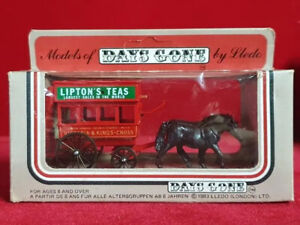 Models of DAYS GONE by Lledo
LIPTON'S TEAS
LARGEST SALES IN THE WORLD
& KINGS-CROSS
FOR AGES 8 AND OVER
A PARTIR DE 8 ANS FÜR ALLE ALTERSGRUPPEN AB 8 JAHREN
DAYS GONE
© 1983 LLEDO (LONDON) LTD.